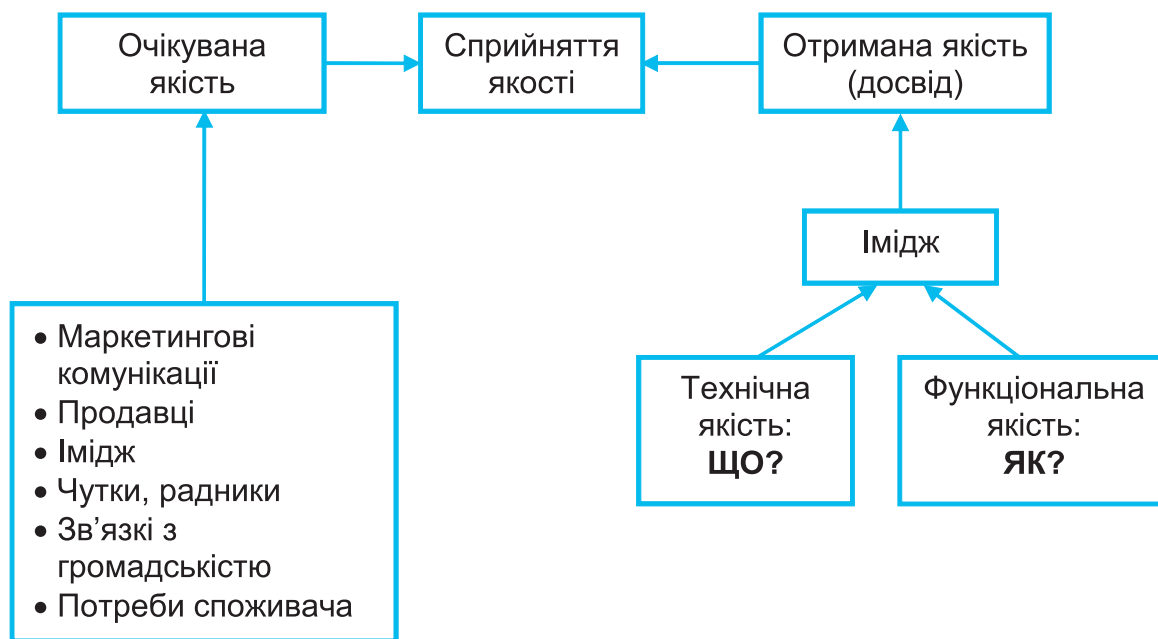 Очікувана
якість
Сприйняття
якості
Отримана якість
(досвід)
Імідж
• Маркетингові
комунікації
• Продавці
• Імідж
• Чутки, радники
• Зв’язкі з
громадськістю
• Потреби споживача
Технічна
якість:
ЩО?
Функціональна
якість:
ЯК?